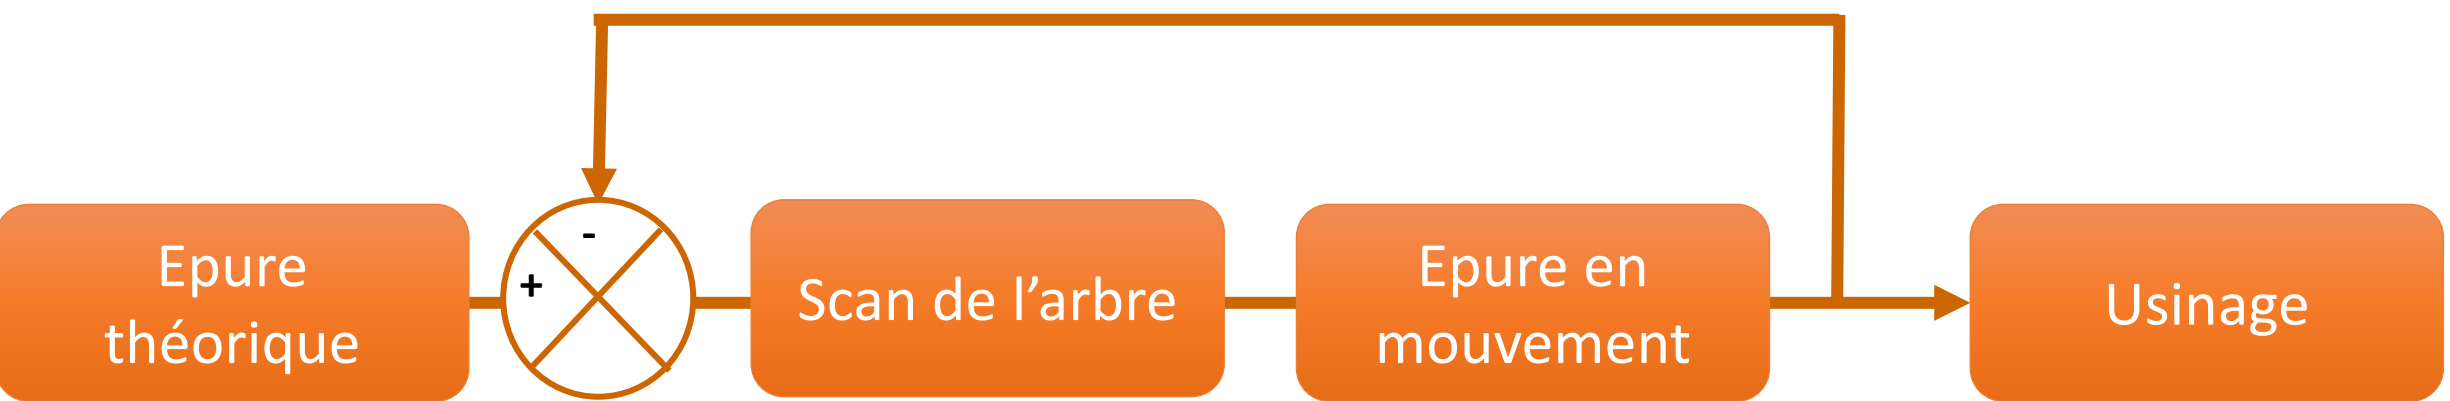 Epure
théorique
-
+
Scan de l’arbre
Epure en
mouvement
Usinage